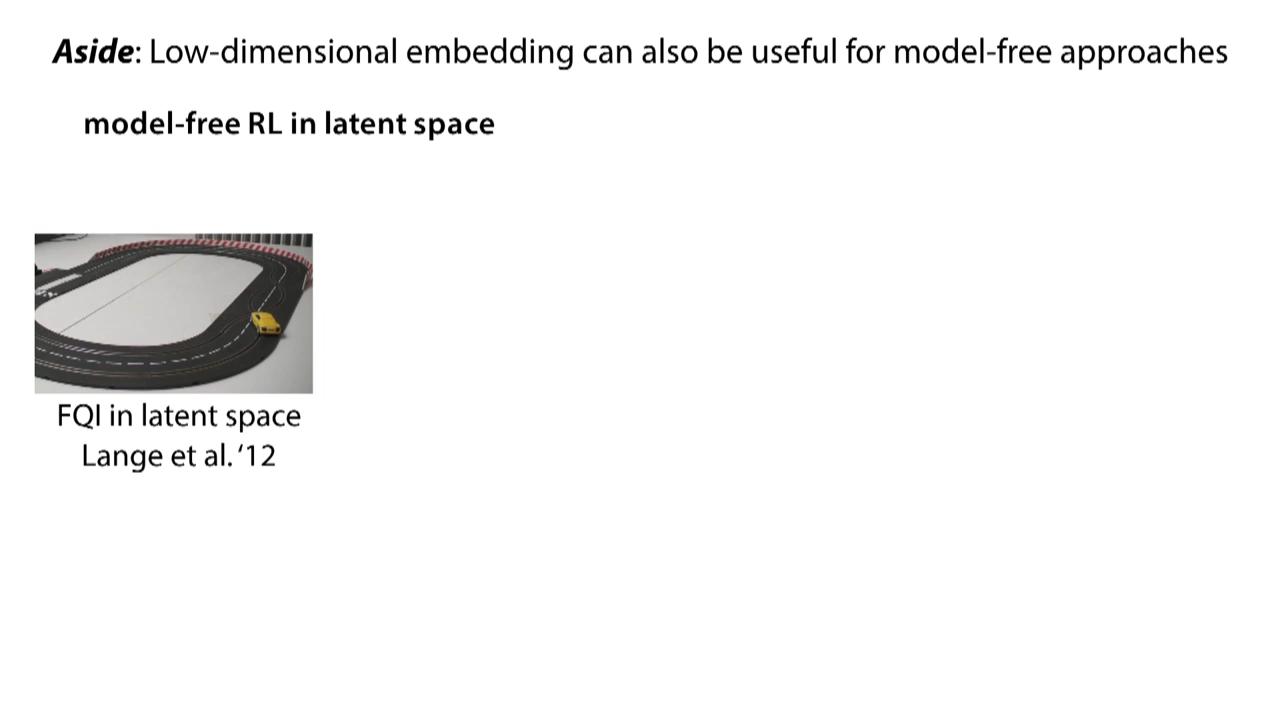 Aside: Low-dimensional embedding can also be useful for model-free approaches
model-free RL in latent space
FQI in latent space
Lange et al. ‘12